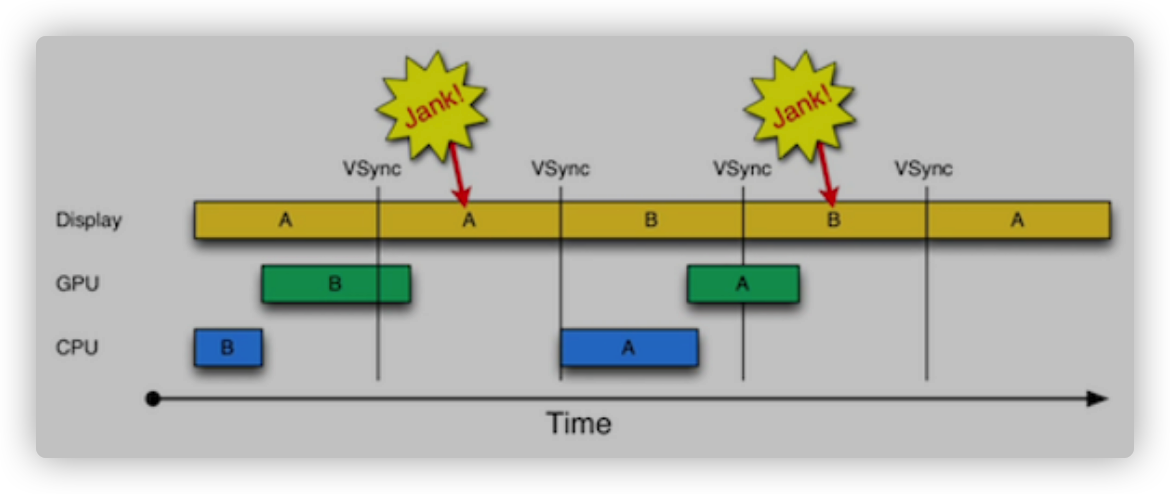 Jank! Jank!
VSync VSync VSync VSync
Display A A B B A
GPU B A
CPU B A
Time